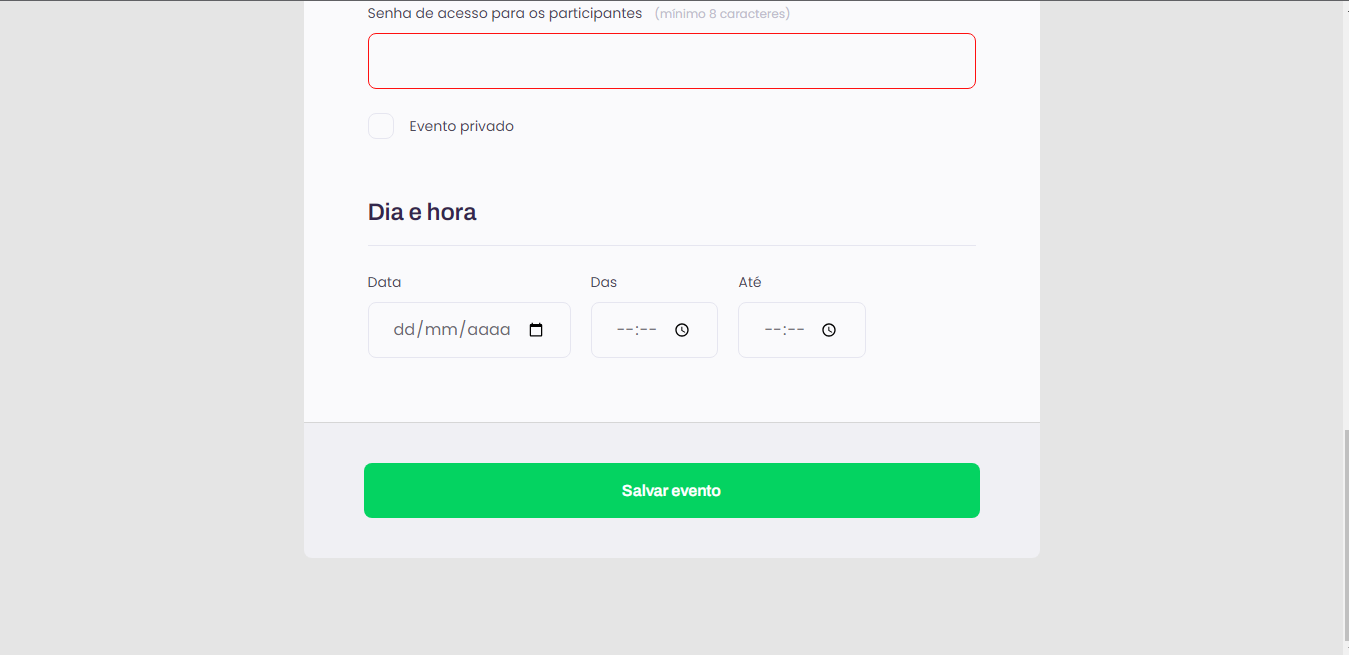 Senha de acesso para os participantes (mínimo 8 caracteres)
Evento privado
Dia e hora
Data Das Até
dd/mm/aaaa --:-- --:--
Salvar evento